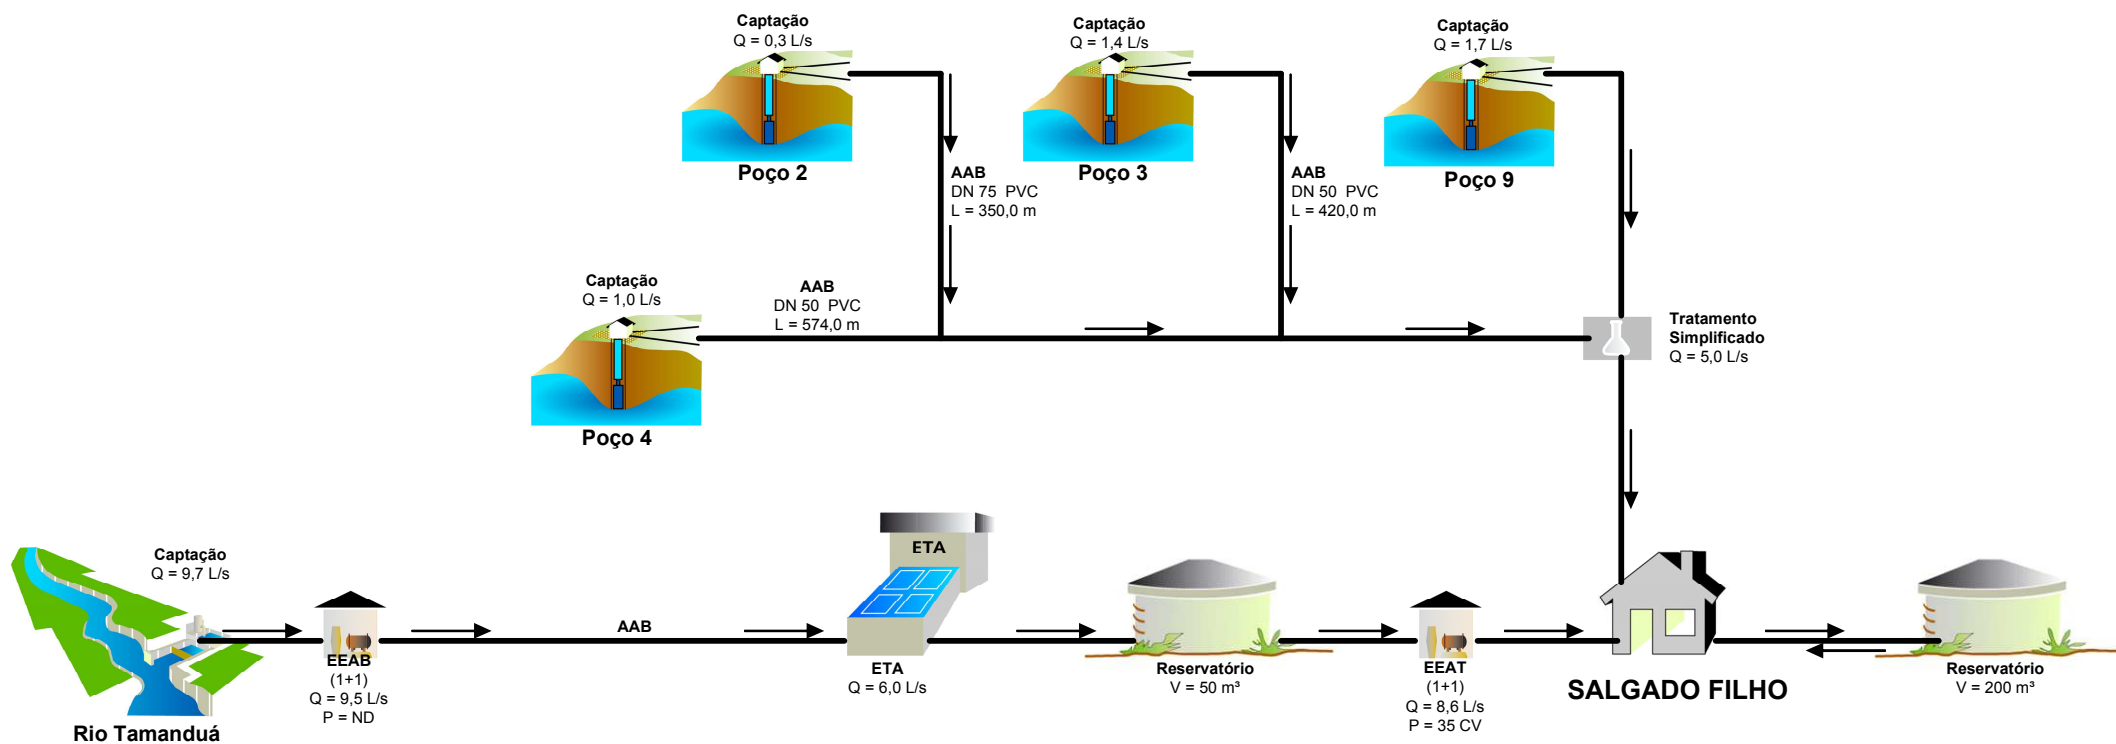 Captação
Q = 0,3 L/s
Poço 2
Captação
Q = 1,4 L/s
Poço 3
Captação
Q = 1,7 L/s
Poço 9
AAB
DN 75 PVC
L = 350,0 m
AAB
DN 50 PVC
L = 420,0 m
Captação
Q = 1,0 L/s
Poço 4
AAB
DN 50 PVC
L = 574,0 m
Tratamento
Simplificado
Q = 5,0 L/s
Captação
Q = 9,7 L/s
Rio Tamanduá
EEAB
(1+1)
Q = 9,5 L/s
P = ND
AAB
ETA
ETA
Q = 6,0 L/s
Reservatório
V = 50 m³
EEAT
(1+1)
Q = 8,6 L/s
P = 35 CV
SALGADO FILHO
Reservatório
V = 200 m³